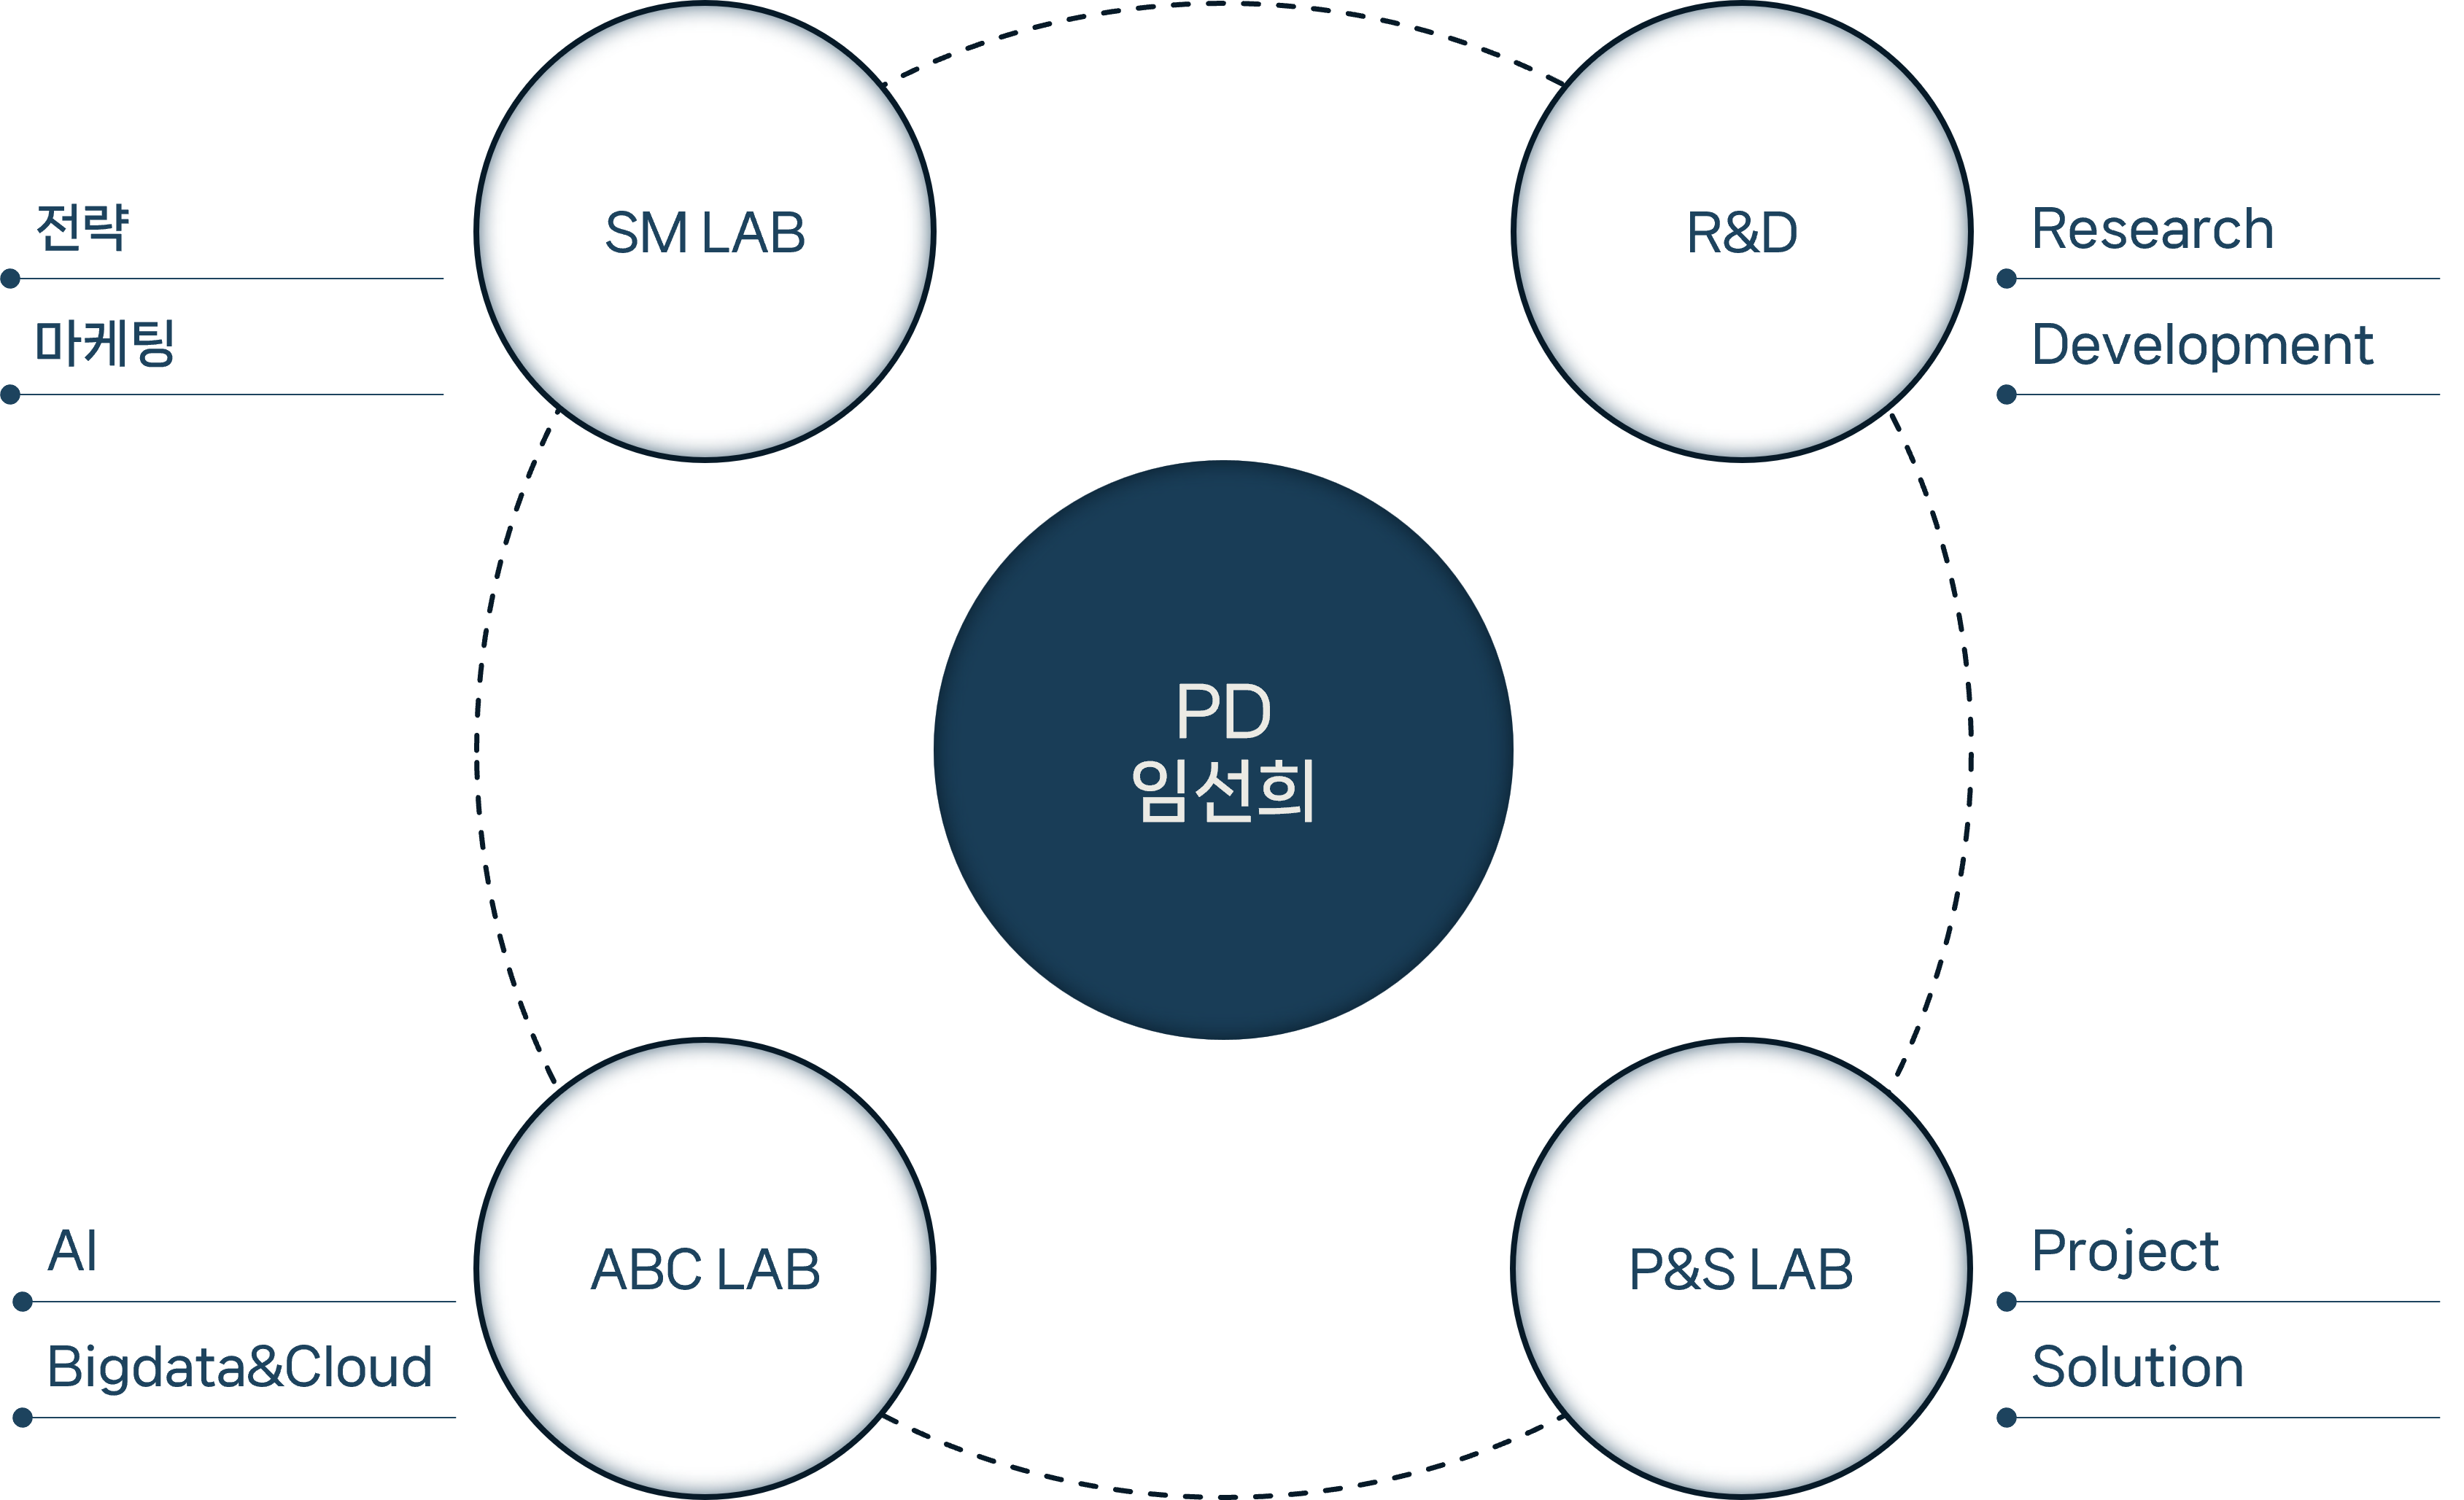 전략
마케팅
SM LAB
R&D
Research
Development
PD
임선희
AI
Bigdata&Cloud
ABC LAB
P&S LAB
Project
Solution